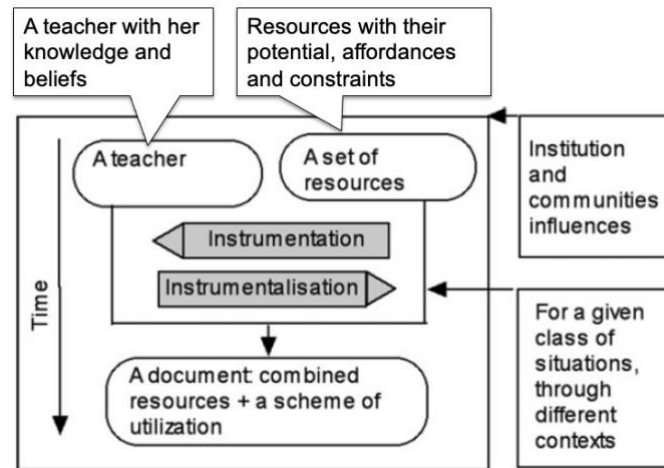 A teacher with her
knowledge and
beliefs
Resources with their
potential, affordances
and constraints
A teacher
A set of
resources
Institution
and
communities
influences
Instrumentation
Instrumentalisation
Time
For a given
class of
situations,
through
different
contexts
A document: combined
resources + a scheme of
utilization